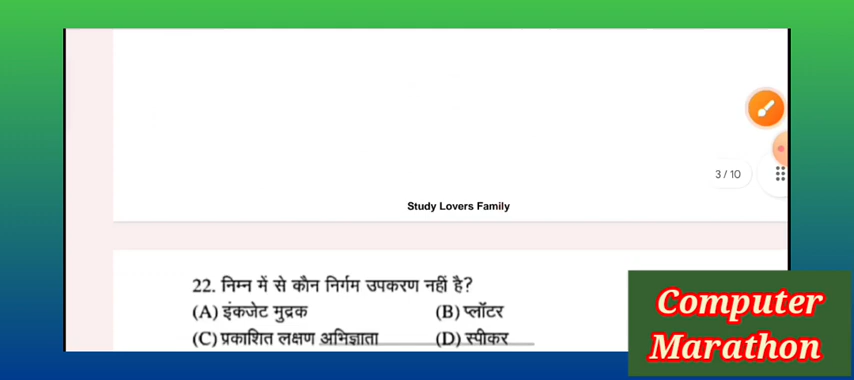 3 / 10
Study Lovers Family
22. निम्न में से कौन निर्गम उपकरण नहीं है?
(A) इंकजेट मुद्रक (B) प्लॉटर
(C) प्रकाशित लक्षण अभिज्ञाता (D) स्पीकर
Computer
Marathon